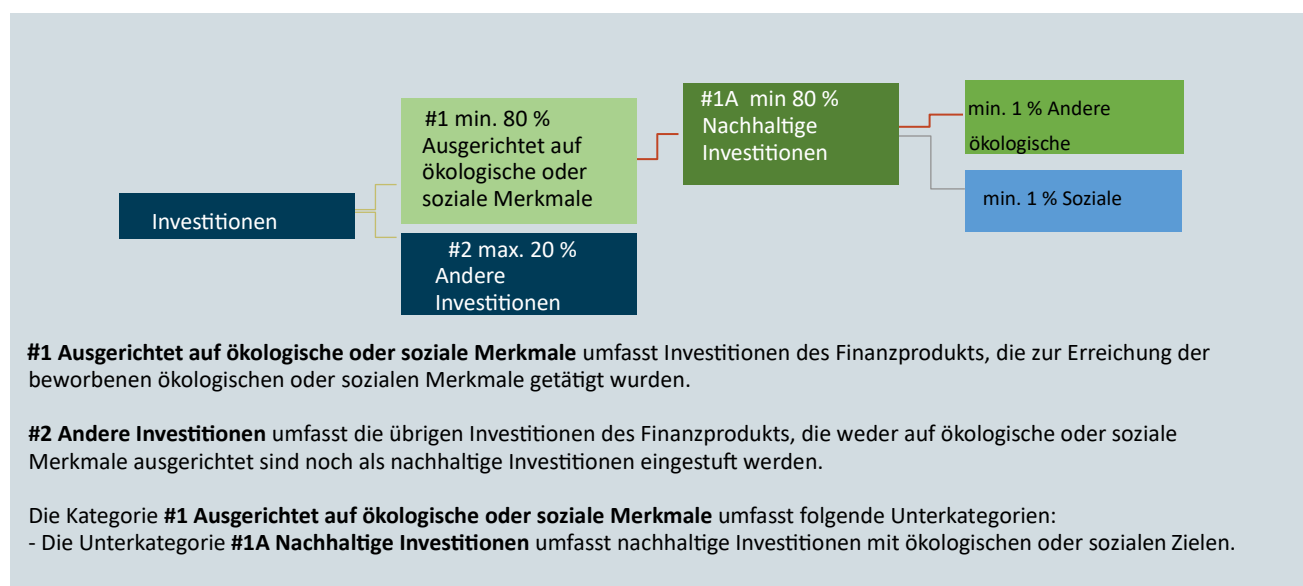 Investitionen
#1 min. 80 %
Ausgerichtet auf
ökologische oder
soziale Merkmale
#2 max. 20 %
Andere
Investitionen
#1A min 80 %
Nachhaltige
Investitionen
min. 1 % Andere
ökologische
min. 1 % Soziale
#1 Ausgerichtet auf ökologische oder soziale Merkmale umfasst Investitionen des Finanzprodukts, die zur Erreichung der
beworbenen ökologischen oder sozialen Merkmale getätigt wurden.
#2 Andere Investitionen umfasst die übrigen Investitionen des Finanzprodukts, die weder auf ökologische oder soziale
Merkmale ausgerichtet sind noch als nachhaltige Investitionen eingestuft werden.
Die Kategorie #1 Ausgerichtet auf ökologische oder soziale Merkmale umfasst folgende Unterkategorien:
- Die Unterkategorie #1A Nachhaltige Investitionen umfasst nachhaltige Investitionen mit ökologischen oder sozialen Zielen.